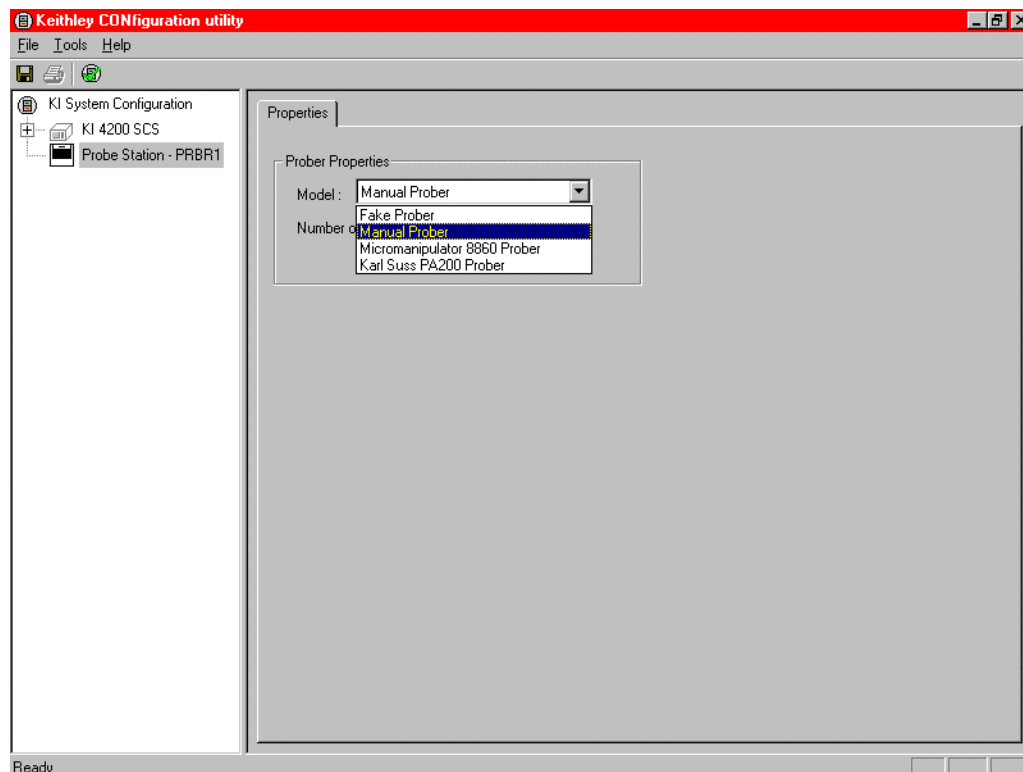 Keithley CONfiguration utility
File Tools Help
KI System Configuration
KI 4200 SCS
Probe Station - PRBR1
Properties
Prober Properties
Model : Manual Prober
Number o
Fake Prober
Manual Prober
Micromanipulator 8860 Prober
Karl Suss PA200 Prober
Ready